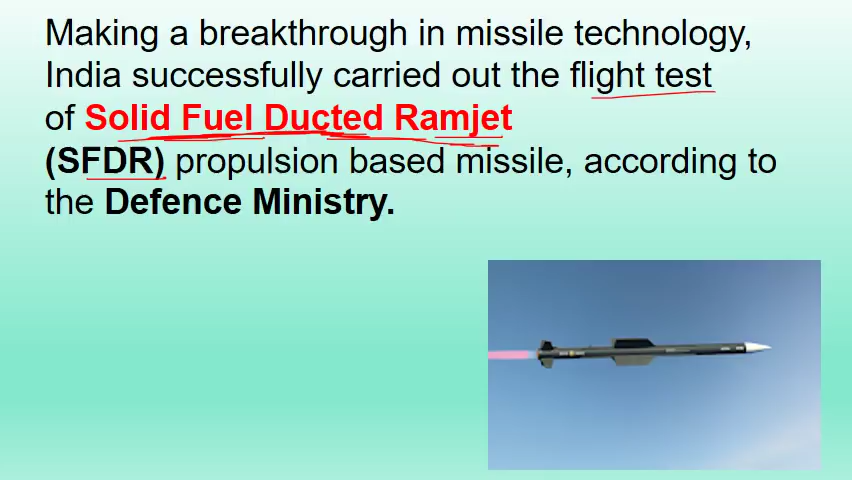 Making a breakthrough in missile technology,
India successfully carried out the flight test
of Solid Fuel Ducted Ramjet
(SFDR) propulsion based missile, according to
the Defence Ministry.